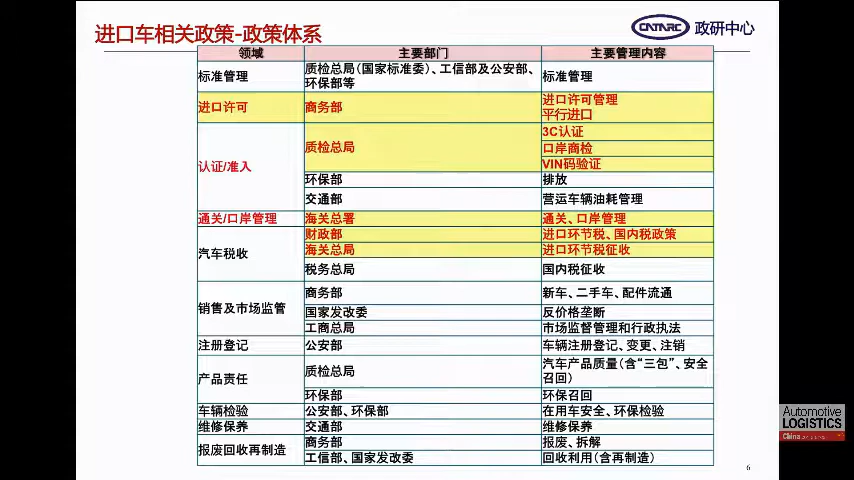 进口车相关政策-政策体系
CATARC 政研中心
领域 主要部门 主要管理内容
标准管理 质检总局(国家标准委)、工信部及公安部、
环保部等 标准管理
进口许可 商务部 进口许可管理
平行进口
认证/准入 质检总局 3C认证
口岸商检
VIN码验证
环保部 排放
交通部 营运车辆油耗管理
通关/口岸管理 海关总署 通关、口岸管理
汽车税收 财政部 进口环节税、国内税政策
海关总局 进口环节税征收
税务总局 国内税征收
销售及市场监管 商务部 新车、二手车、配件流通
国家发改委 反价格垄断
工商总局 市场监督管理和行政执法
注册登记 公安部 车辆注册登记、变更、注销
产品责任 质检总局 汽车产品质量(含“三包”、安全
召回)
环保部 环保召回
车辆检验 公安部、环保部 在用车安全、环保检验
维修保养 交通部 维修保养
报废回收再制造 商务部 报废、拆解
工信部、国家发改委 回收利用(含再制造)
6
Automotive
LOGISTICS
China